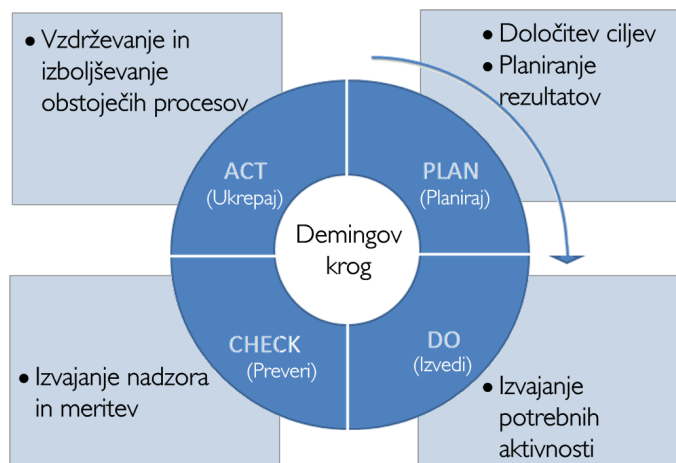 • Vzdrževanje in
izboljševanje
obstoječih procesov
• Določitev ciljev
• Planiranje
rezultatov
ACT
(Ukrepaj)
PLAN
(Planiraj)
Demingov
krog
CHECK
(Preveri)
DO
(Izvedi)
• Izvajanje nadzora
in meritev
• Izvajanje
potrebnih
aktivnosti